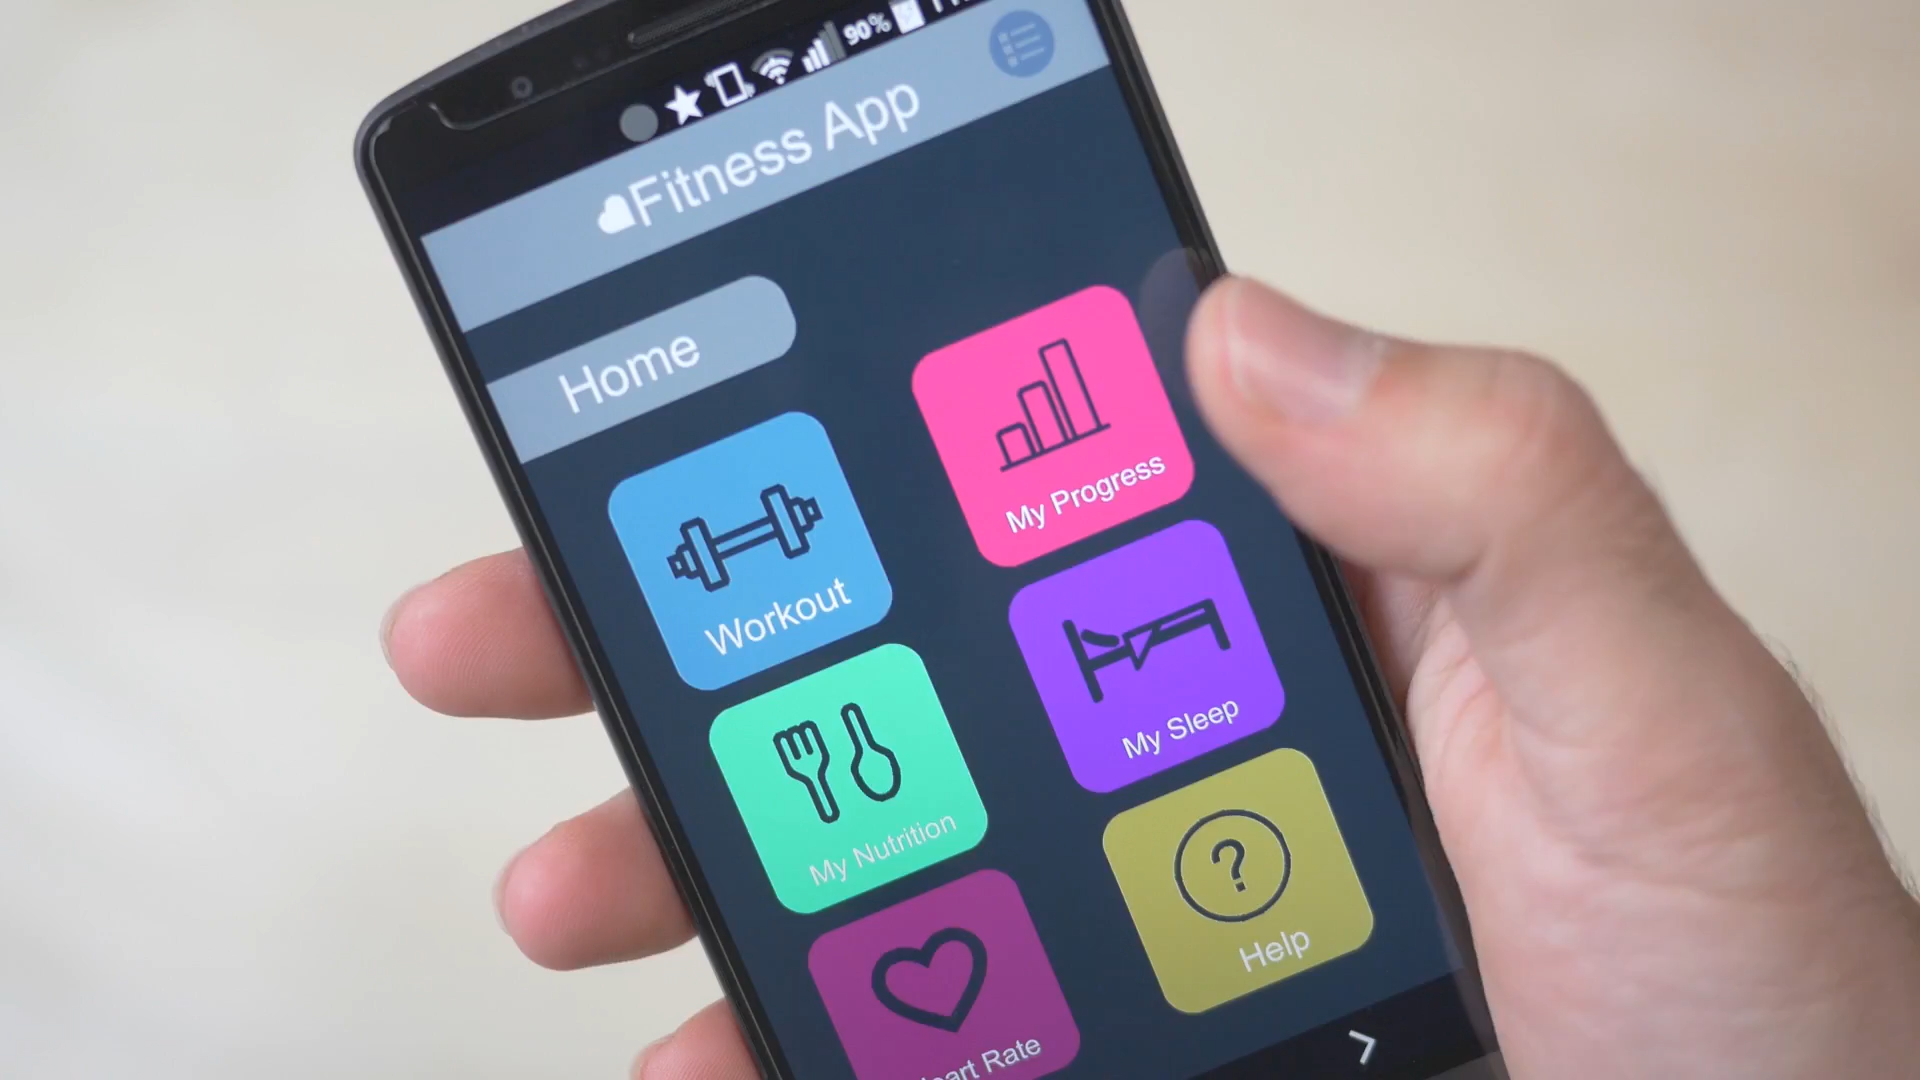 90%
Fitness App
Home
Workout
My Progress
My Nutrition
My Sleep
Rate
Help
?